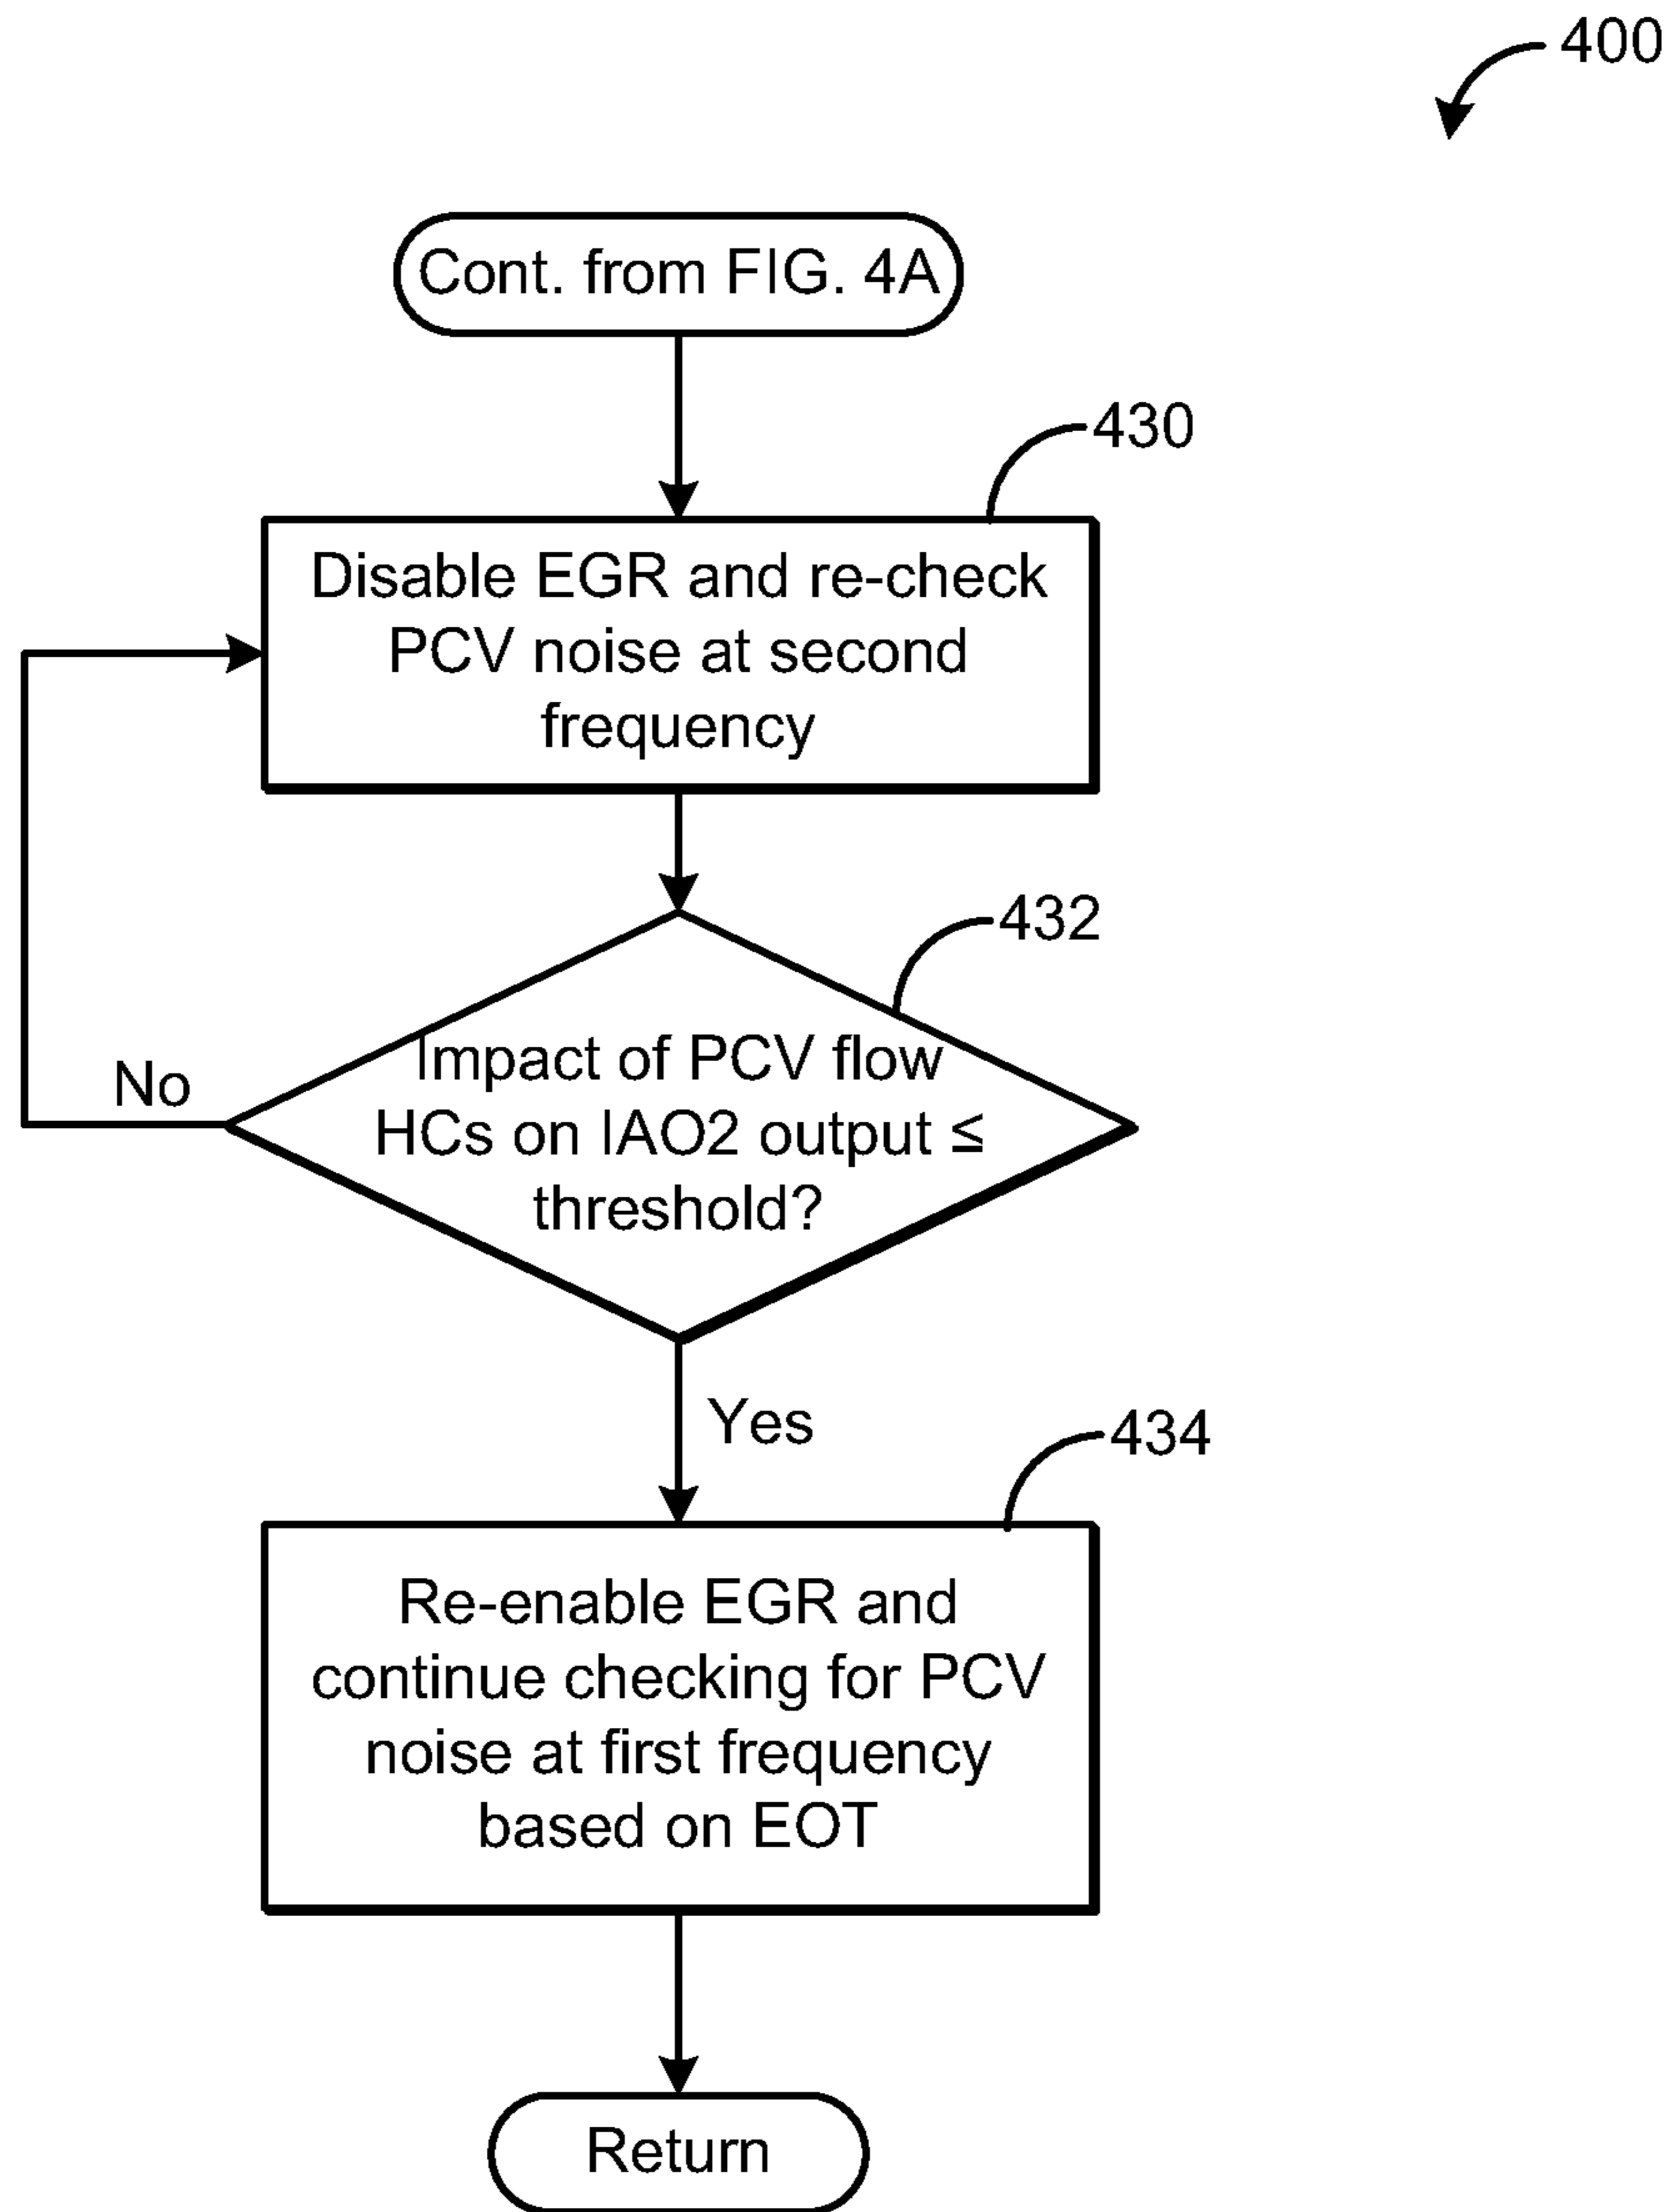 400
Cont. from FIG. 4A
430
Disable EGR and re-check
PCV noise at second
frequency
432
Impact of PCV flow
HCs on IAO2 output ≤
threshold?
No
Yes
434
Re-enable EGR and
continue checking for PCV
noise at first frequency
based on EOT
Return